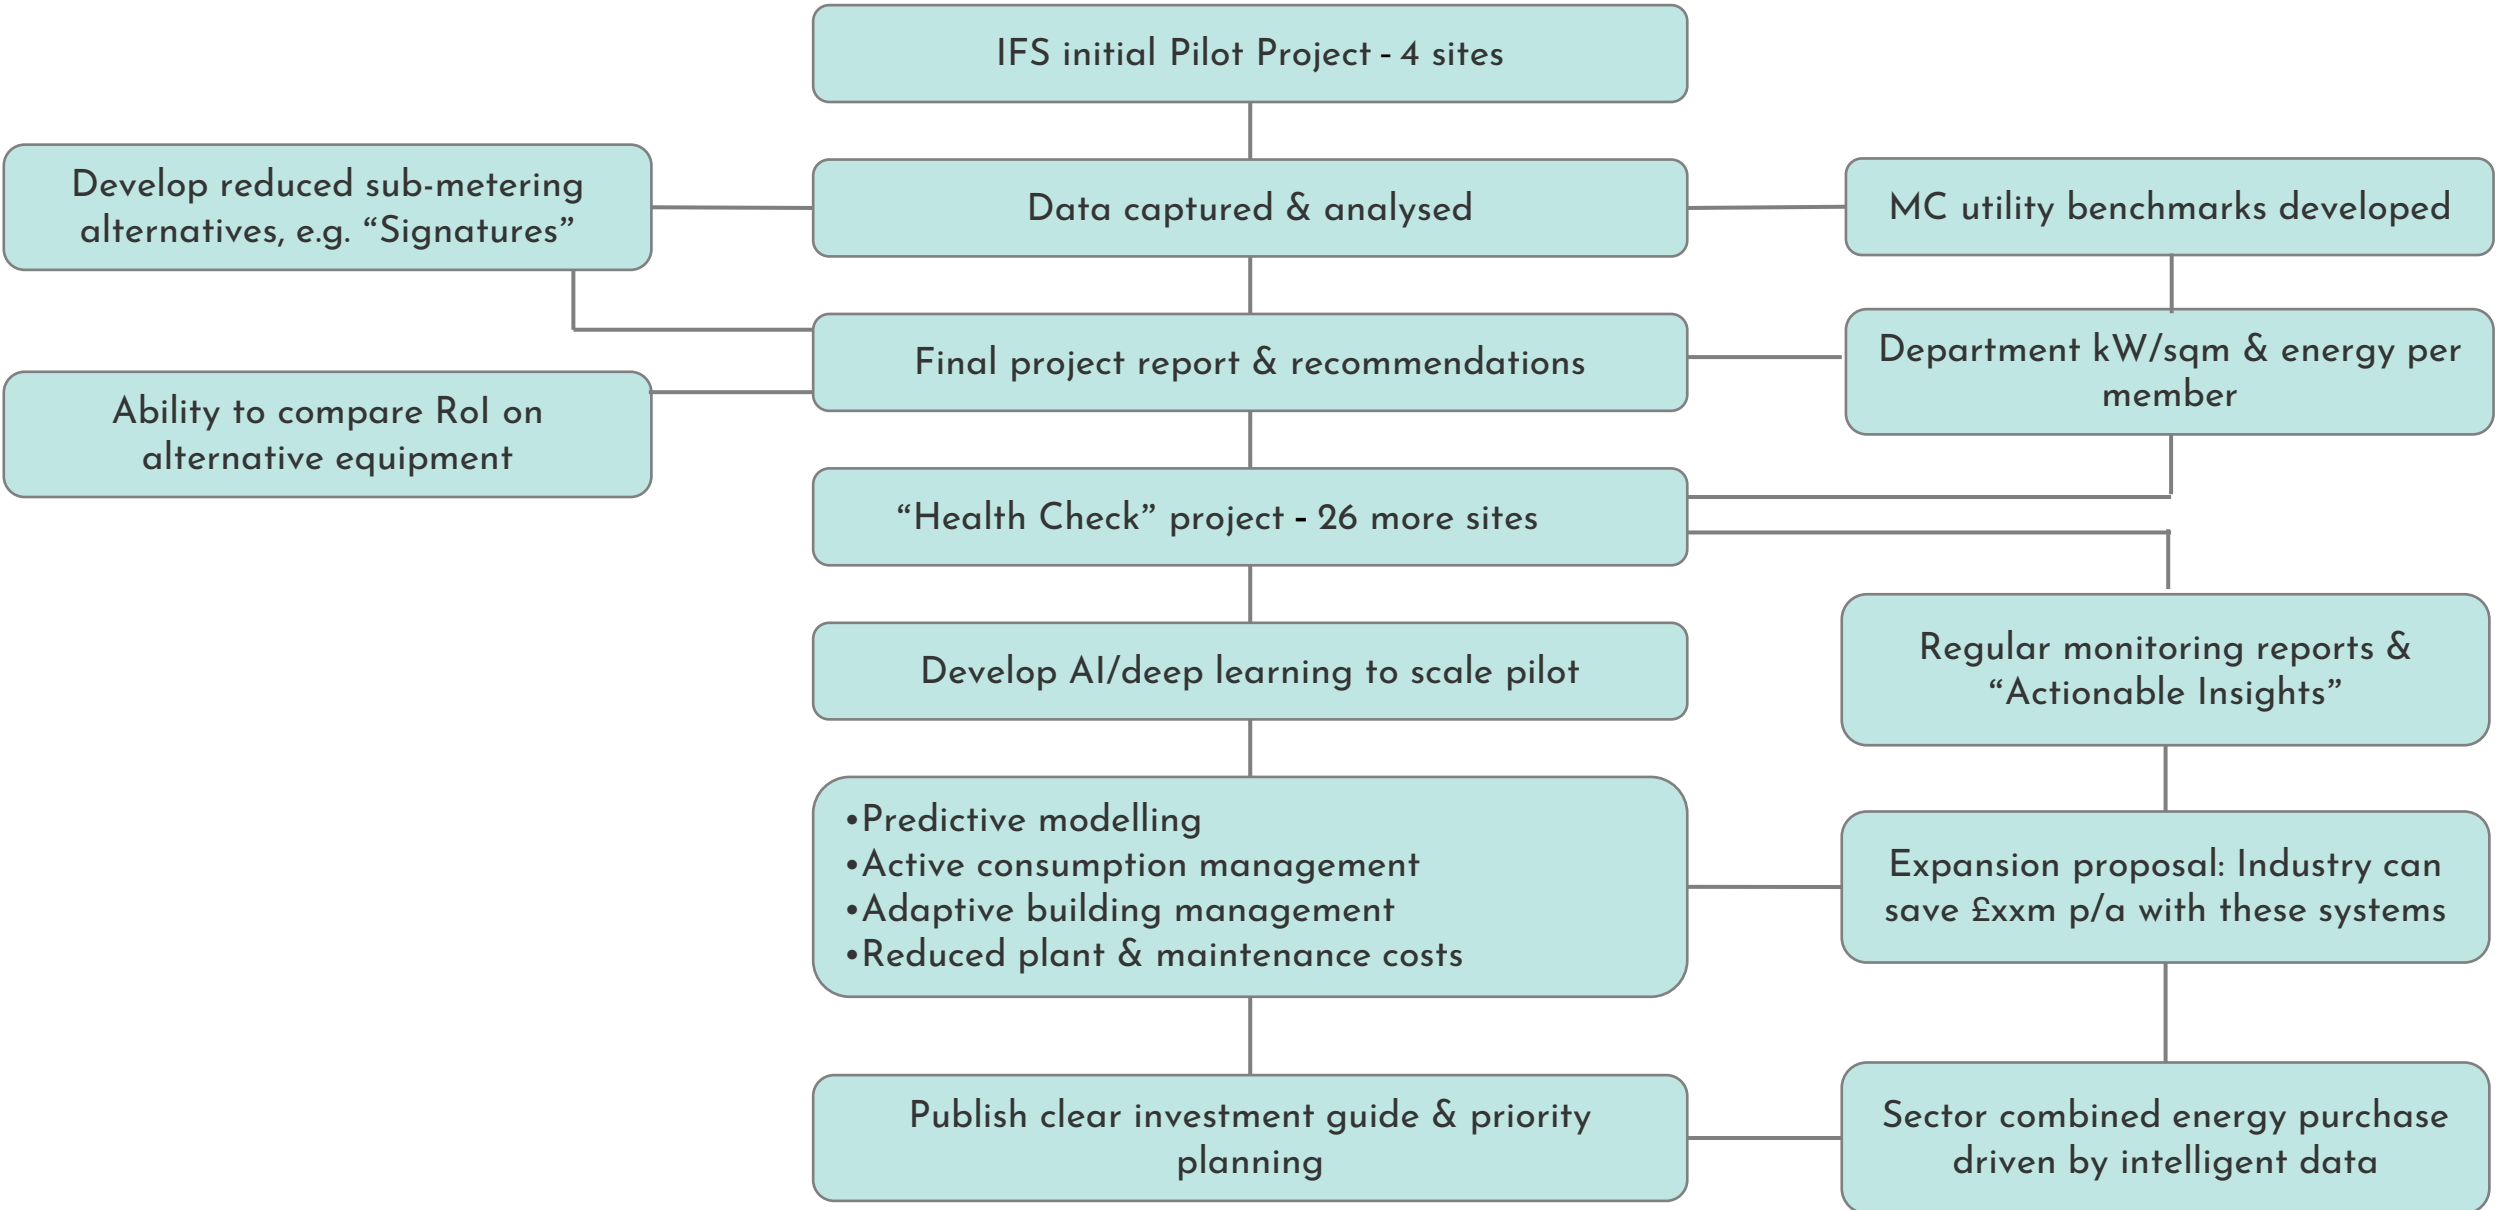 IFS initial Pilot Project - 4 sites
Develop reduced sub-metering
alternatives, e.g. “Signatures”
Data captured & analysed
MC utility benchmarks developed
Final project report & recommendations
Department kW/sqm & energy per
member
Ability to compare RoI on
alternative equipment
“Health Check” project - 26 more sites
Develop AI/deep learning to scale pilot
Regular monitoring reports &
“Actionable Insights”
•Predictive modelling
•Active consumption management
•Adaptive building management
•Reduced plant & maintenance costs
Expansion proposal: Industry can
save £xxm p/a with these systems
Publish clear investment guide & priority
planning
Sector combined energy purchase
driven by intelligent data